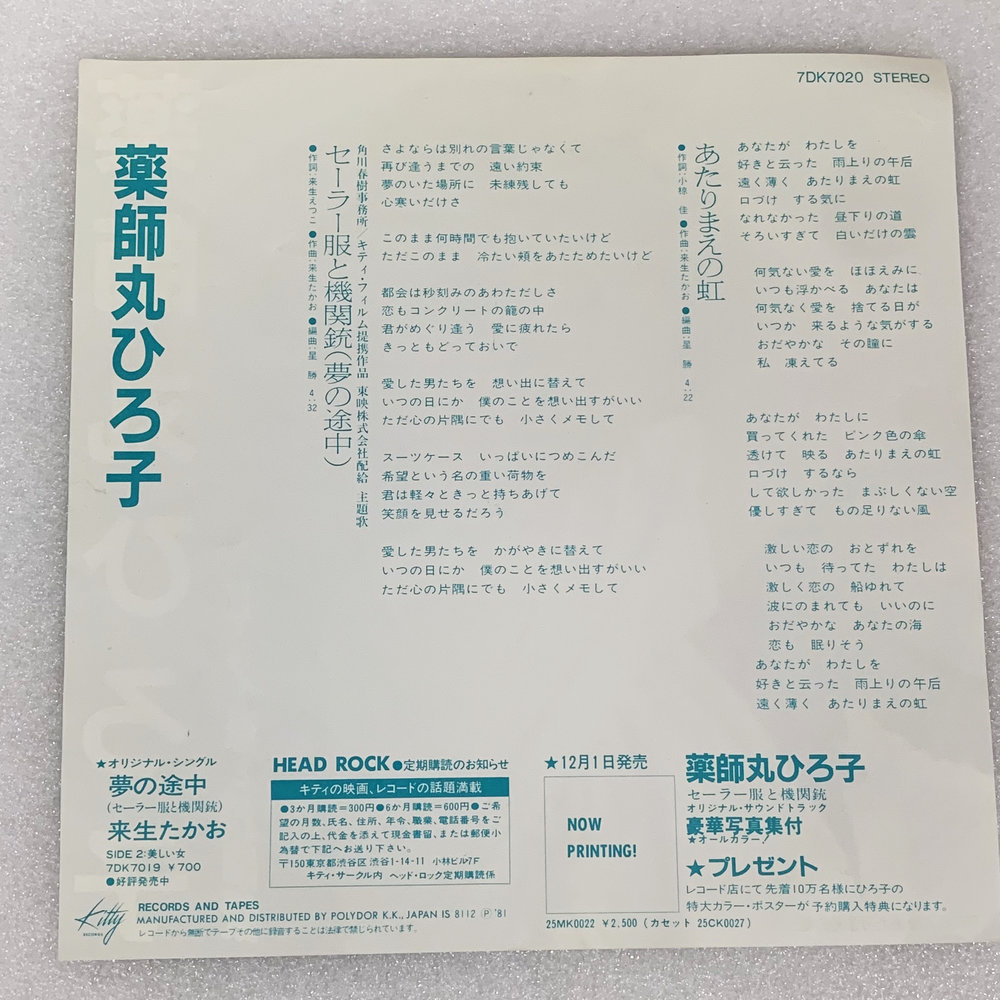 7DK7020 STEREO
薬師丸ひろ子
角川春樹事務所／キティ・フィルム提携作品 東映株式会社配給 主題歌
セーラー服と機関銃(夢の途中)
●作詞:来生えつこ ●作曲:来生たかお ●編曲:星 勝 4:32
さよならは別れの言葉じゃなくて
再び逢うまでの 遠い約束
夢のいた場所に 未練残しても
心寒いだけさ
このまま何時間でも抱いていたいけど
ただこのまま 冷たい頬をあたためたいけど
都会は秒刻みのあわただしさ
恋もコンクリートの籠の中
君がめぐり逢う 愛に疲れたら
きっともどっておいで
愛した男たちを 想い出に替えて
いつの日にか 僕のことを想い出すがいい
ただ心の片隅にでも 小さくメモして
スーツケース いっぱいにつめこんだ
希望という名の重い荷物を
君は軽々ときっと持ちあげて
笑顔を見せるだろう
愛した男たちを かがやきに替えて
いつの日にか 僕のことを想い出すがいい
ただ心の片隅にでも 小さくメモして
あたりまえの虹
●作詞:小椋 佳 ●作曲:来生たかお ●編曲:星 勝 4:22
あなたが わたしを
好きと云った 雨上りの午后
遠く薄く あたりまえの虹
口づけ する気に
なれなかった 昼下りの道
そろいすぎて 白いだけの雲
何気ない愛を ほほえみに
いつも浮かべる あなたは
何気なく愛を 捨てる日が
いつか 来るような気がする
おだやかな その瞳に
私 凍えてる
あなたが わたしに
買ってくれた ピンク色の傘
透けて 映る あたりまえの虹
口づけ するなら
して欲しかった まぶしくない空
優しすぎて もの足りない風
激しい恋の おとずれを
いつも 待ってた わたしは
激しく恋の 船ゆれて
波にのまれても いいのに
おだやかな あなたの海
恋も 眠りそう
あなたが わたしを
好きと云った 雨上りの午后
遠く薄く あたりまえの虹
★オリジナル・シングル
夢の途中
(セーラー服と機関銃)
来生たかお
SIDE 2:美しい女
7DK7019 ￥700
●好評発売中
HEAD ROCK●定期購読のお知らせ
キティの映画、レコードの話題満載
●3か月購読＝300円●6か月購読＝600円●ご希
望の月数、氏名、住所、年令、職業、電話番号をご
記入の上、代金を添えて現金書留、または郵便小
為替で下記へお送り下さい。
〒150東京都渋谷区渋谷1-14-11 小林ビル7F
キティ・サークル内 ヘッド・ロック定期購読係
★12月1日発売
NOW
PRINTING!
25MK0022 ￥2,500 (カセット 25CK0027)
薬師丸ひろ子
セーラー服と機関銃
オリジナル・サウンドトラック
豪華写真集付
★オールカラー!
★プレゼント
レコード店にて先着10万名様にひろ子の
特大カラー・ポスターが予約購入特典になります。
Kitty
RECORDS
RECORDS AND TAPES
MANUFACTURED AND DISTRIBUTED BY POLYDOR K.K., JAPAN IS 8112 Ⓟ '81
レコードから無断でテープその他に録音することは法律で禁じられています。